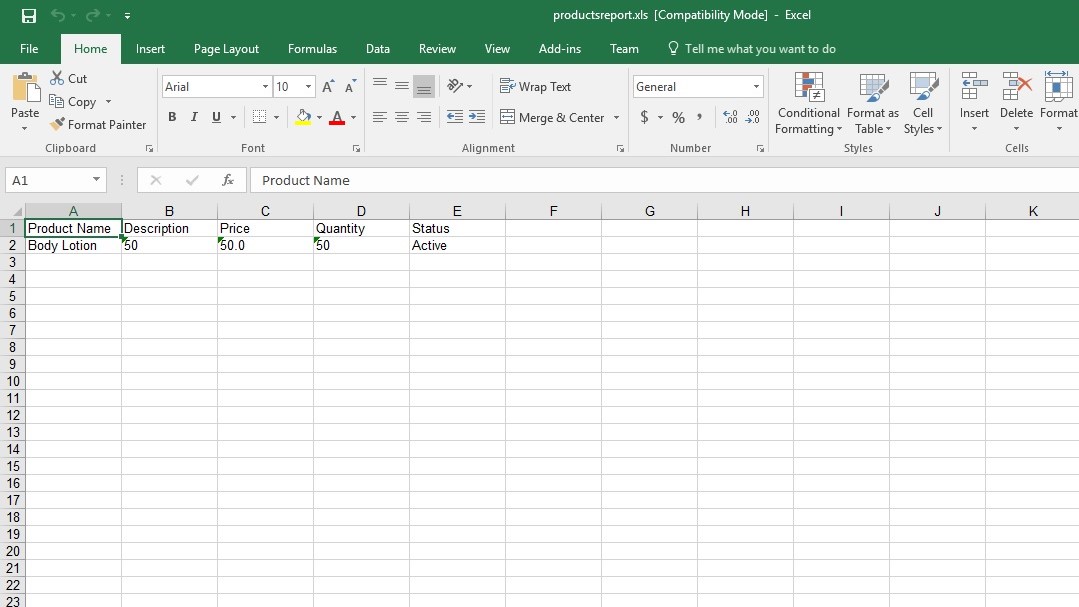 productsreport.xls [Compatibility Mode] - Excel
File Home Insert Page Layout Formulas Data Review View Add-ins Team Tell me what you want to do
Paste
Cut
Copy
Format Painter
Clipboard
Arial 10 A A
B I U A
Font
Wrap Text
Merge & Center
Alignment
General
$ % , .00 .0 .00
Number
Conditional Formatting
Format as Table
Cell Styles
Styles
Insert Delete Format
Cells
A1 fx Product Name
A B C D E F G H I J K
1 Product Name Description Price Quantity Status
2 Body Lotion 50 50.0 50 Active
3
4
5
6
7
8
9
10
11
12
13
14
15
16
17
18
19
20
21
22
23